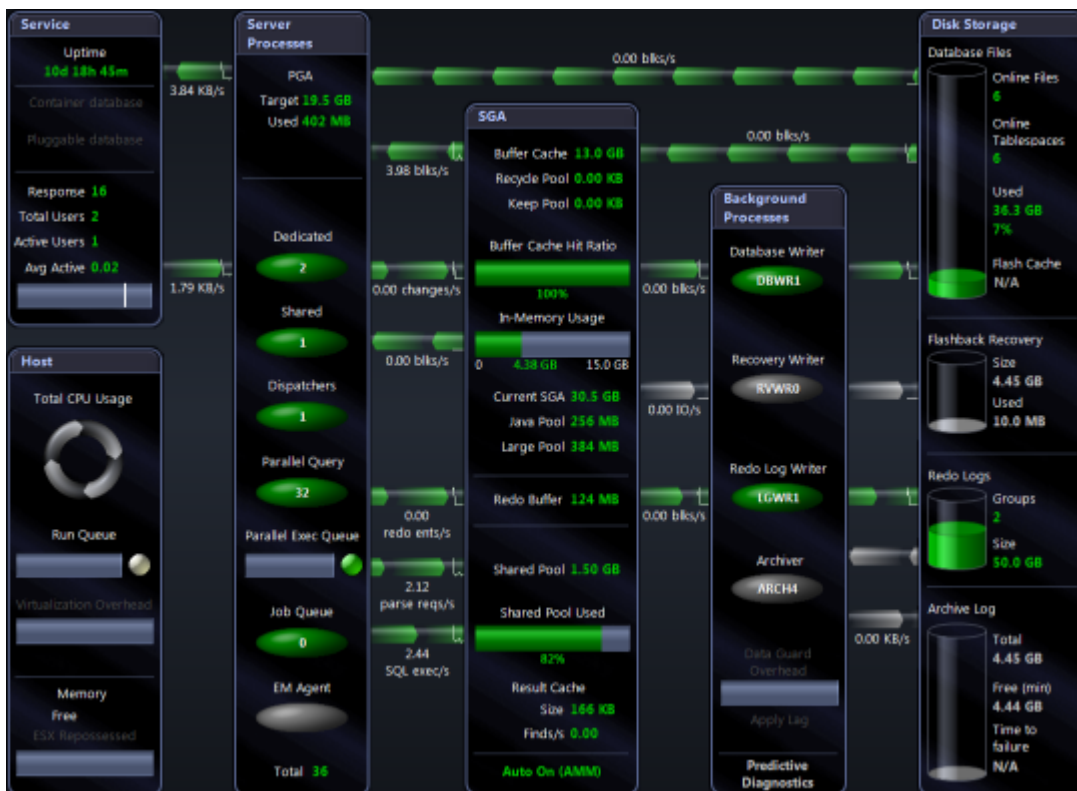 Service
Uptime
10d 18h 45m
Container database
Pluggable database
Response 16
Total Users 2
Active Users 1
Avg Active 0.02
Host
Total CPU Usage
Run Queue
Virtualization Overhead
Memory
Free
ESX Repossessed
3.84 KB/s
1.79 KB/s
Server
Processes
PGA
Target 19.5 GB
Used 402 MB
Dedicated
2
Shared
1
Dispatchers
1
Parallel Query
32
Parallel Exec Queue
Job Queue
0
EM Agent
Total 36
0.00 blks/s
3.98 blks/s
0.00 changes/s
0.00 blks/s
0.00
redo ents/s
2.12
parse reqs/s
2.44
SQL exec/s
SGA
Buffer Cache 13.0 GB
Recycle Pool 0.00 KB
Keep Pool 0.00 KB
Buffer Cache Hit Ratio
100%
In-Memory Usage
0 4.38 GB 15.0 GB
Current SGA 30.5 GB
Java Pool 256 MB
Large Pool 384 MB
Redo Buffer 124 MB
Shared Pool 1.50 GB
Shared Pool Used
82%
Result Cache
Size 166 KB
Finds/s 0.00
Auto On (AMM)
0.00 blks/s
0.00 blks/s
0.00 IO/s
0.00 blks/s
Background
Processes
Database Writer
DBWR1
Recovery Writer
RVWR0
Redo Log Writer
LGWR1
Archiver
ARCH4
Data Guard
Overhead
Apply Lag
Predictive
Diagnostics
0.00 KB/s
Disk Storage
Database Files
Online Files
6
Online
Tablespaces
6
Used
36.3 GB
7%
Flash Cache
N/A
Flashback Recovery
Size
4.45 GB
Used
10.0 MB
Redo Logs
Groups
2
Size
50.0 GB
Archive Log
Total
4.45 GB
Free (min)
4.44 GB
Time to
failure
N/A